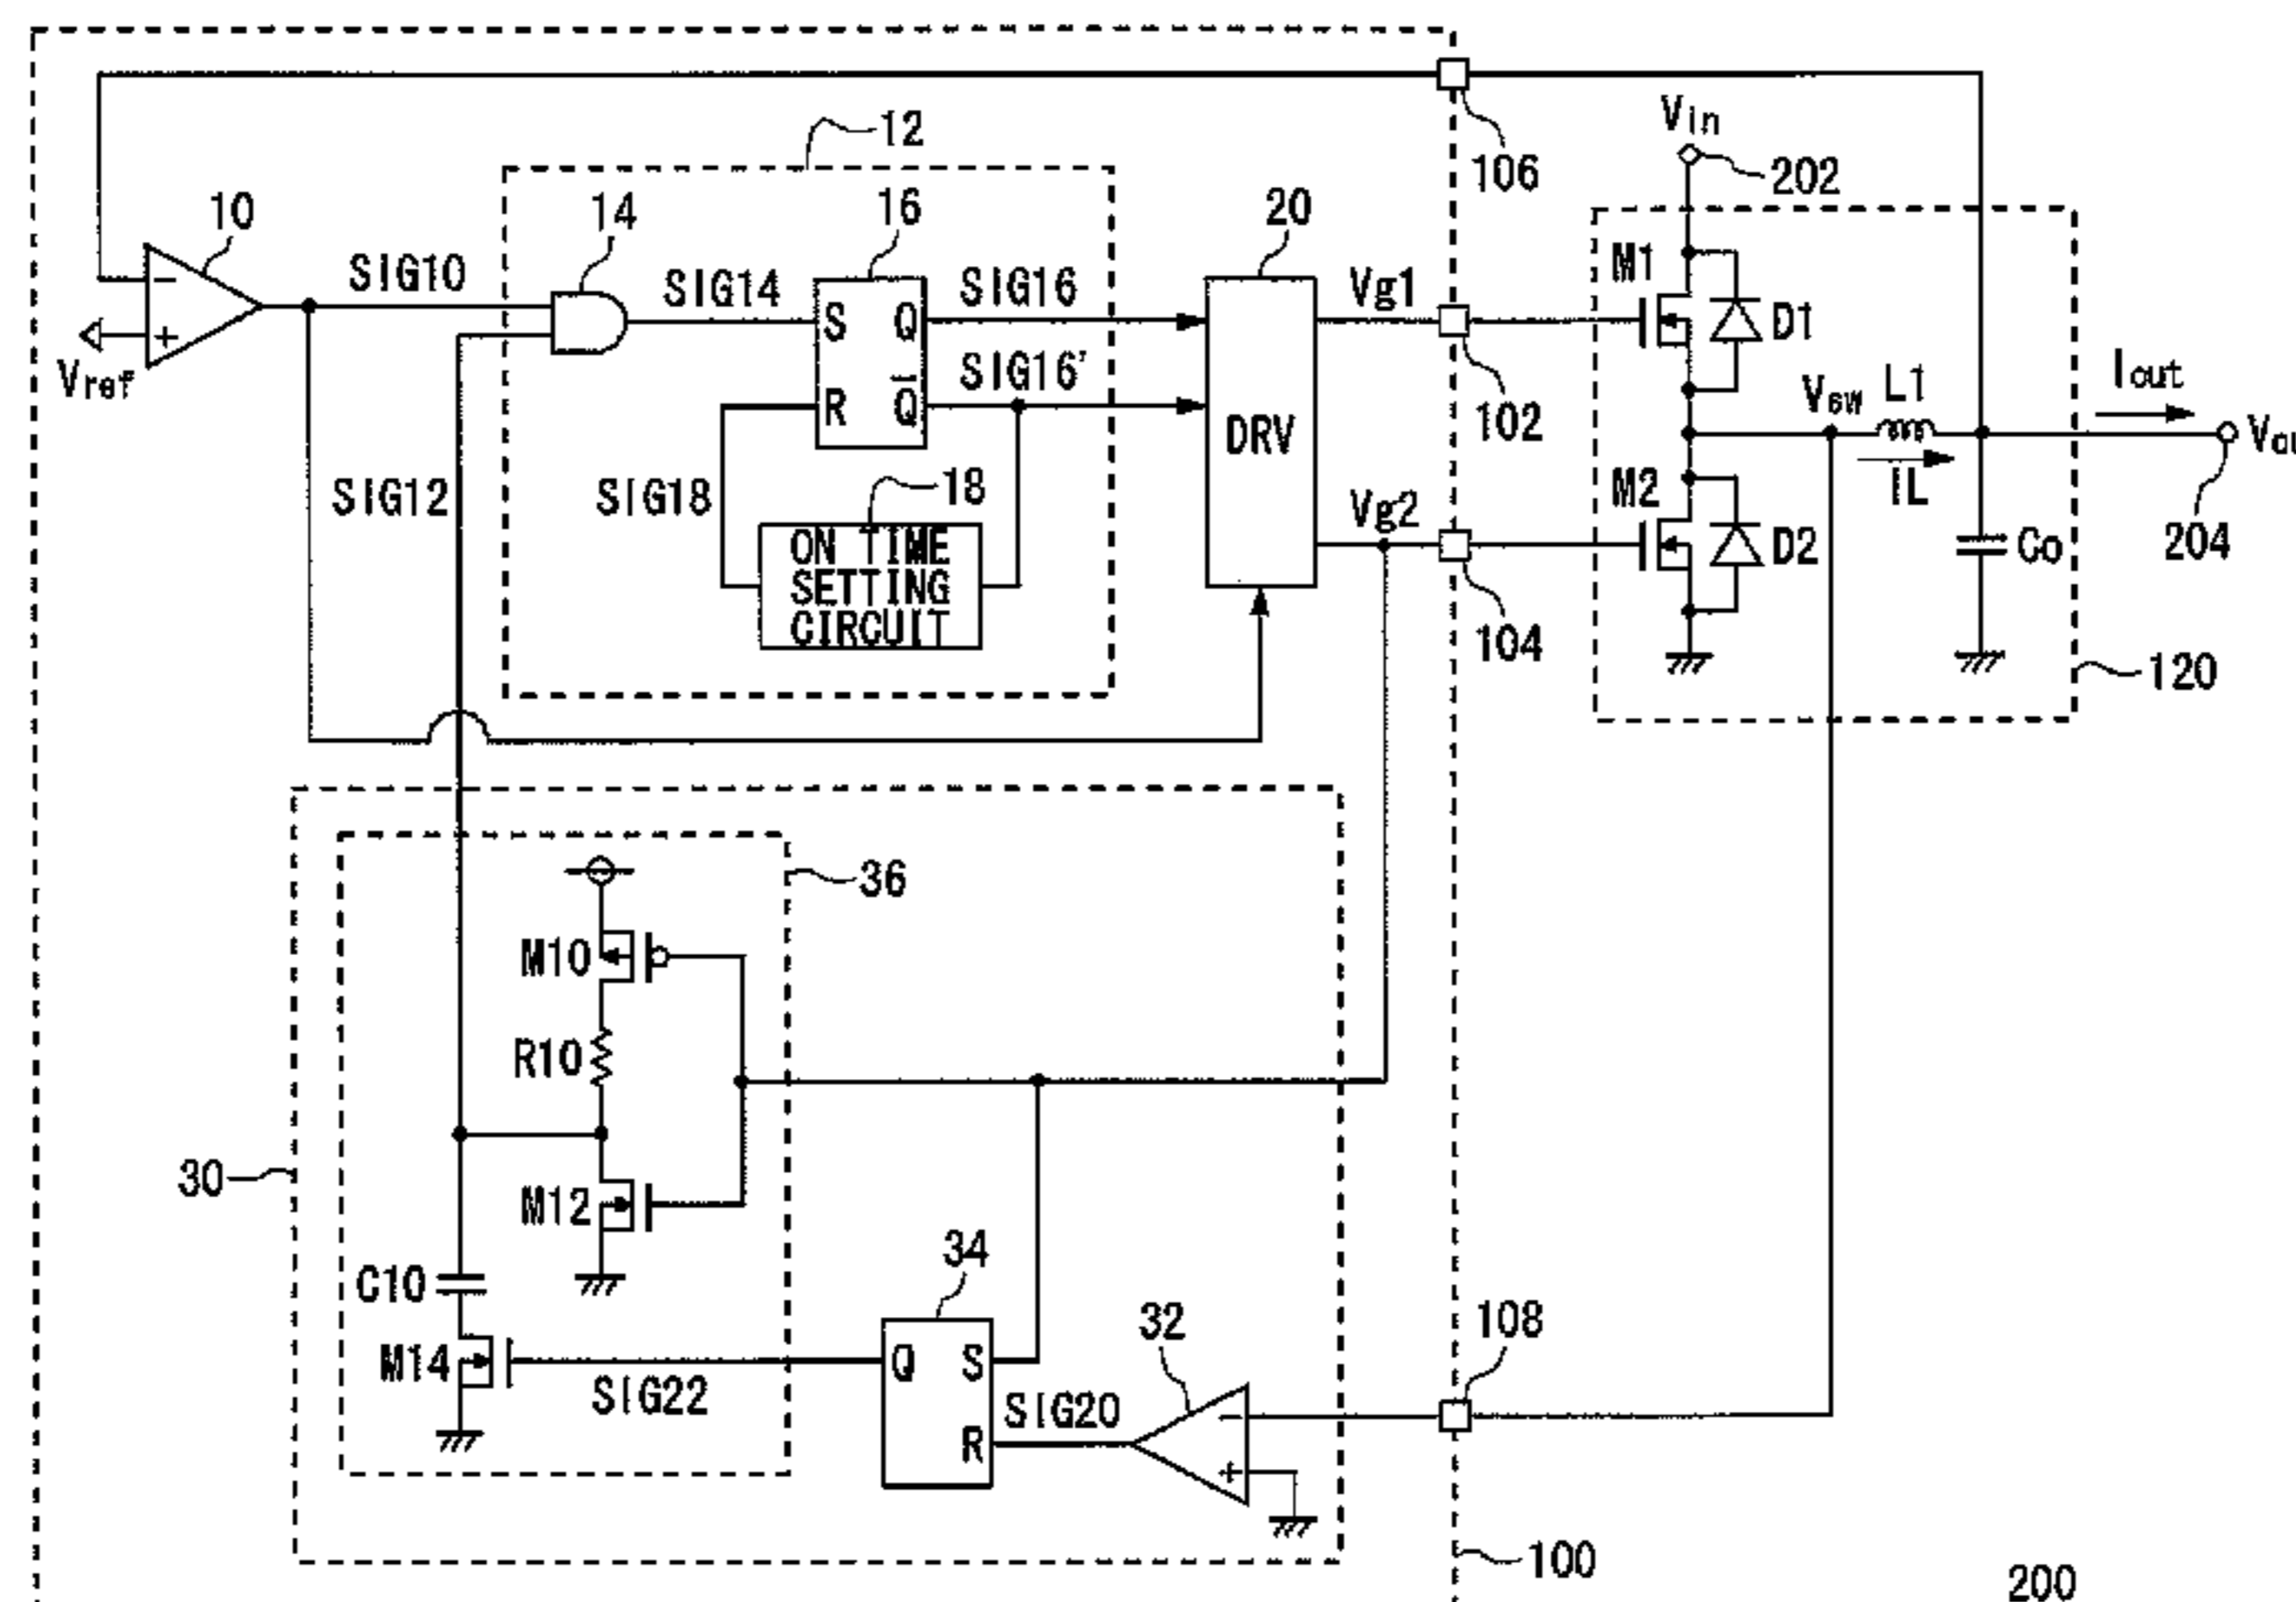 12
106
Vin
202
10
14
16
20
SIG10
SIG14
SIG16
Vg1
M1
D1
S
Q
-
+
Vref
SIG16'
R
Q̅
DRV
102
Vsw
L1
Iout
SIG12
SIG18
18
Vg2
M2
IL
204
ON TIME
SETTING
CIRCUIT
104
D2
Co
120
36
M10
R10
30
M12
34
C10
32
108
M14
Q
S
SIG22
SIG20
-
R
+
100
200